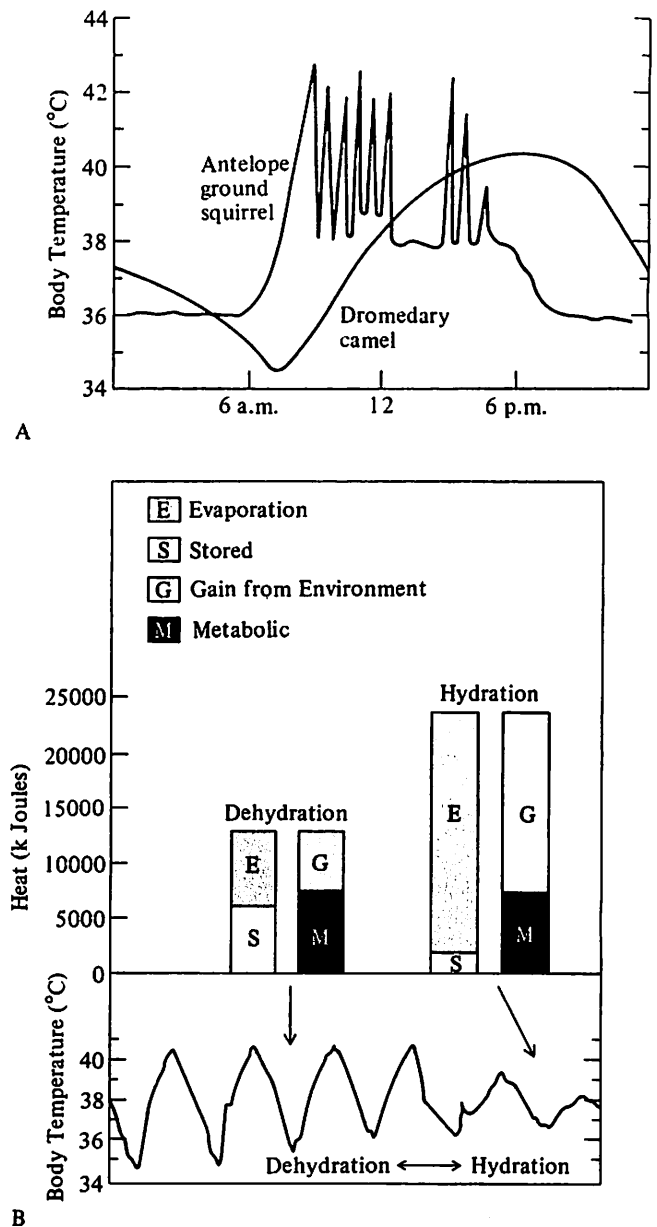 44
42
40
38
36
34
Body Temperature (°C)
Antelope
ground
squirrel
Dromedary
camel
6 a.m.
12
6 p.m.
A
E Evaporation
S Stored
G Gain from Environment
M Metabolic
25000
20000
15000
10000
5000
0
Heat (k Joules)
Dehydration
E
S
G
M
Hydration
E
S
G
M
40
38
36
34
Body Temperature (°C)
Dehydration
Hydration
B